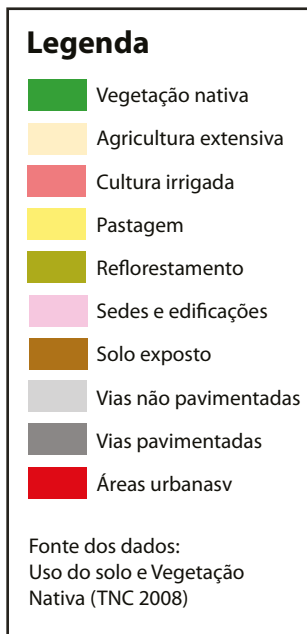 Legenda
Vegetação nativa
Agricultura extensiva
Cultura irrigada
Pastagem
Reflorestamento
Sedes e edificações
Solo exposto
Vias não pavimentadas
Vias pavimentadas
Áreas urbanasv
Fonte dos dados:
Uso do solo e Vegetação
Nativa (TNC 2008)